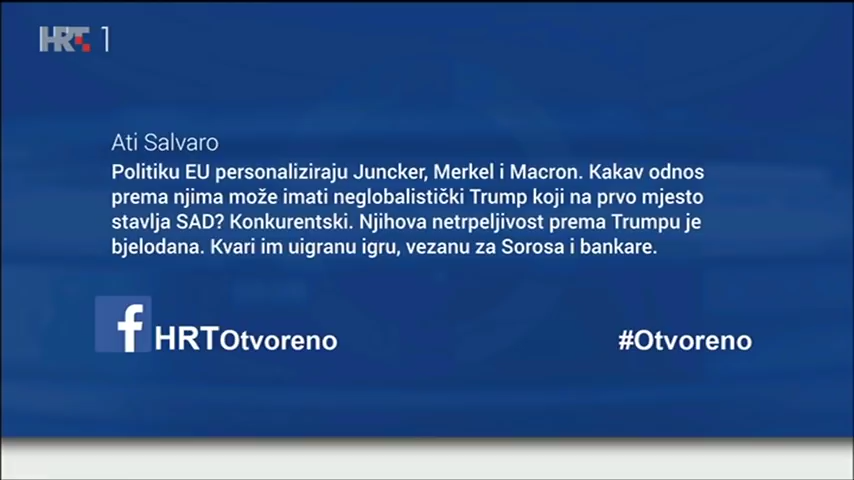 HRT 1
Ati Salvaro
Politiku EU personaliziraju Juncker, Merkel i Macron. Kakav odnos
prema njima može imati neglobalistički Trump koji na prvo mjesto
stavlja SAD? Konkurentski. Njihova netrpeljivost prema Trumpu je
bjelodana. Kvari im uigranu igru, vezanu za Sorosa i bankare.
f HRTOtvoreno #Otvoreno